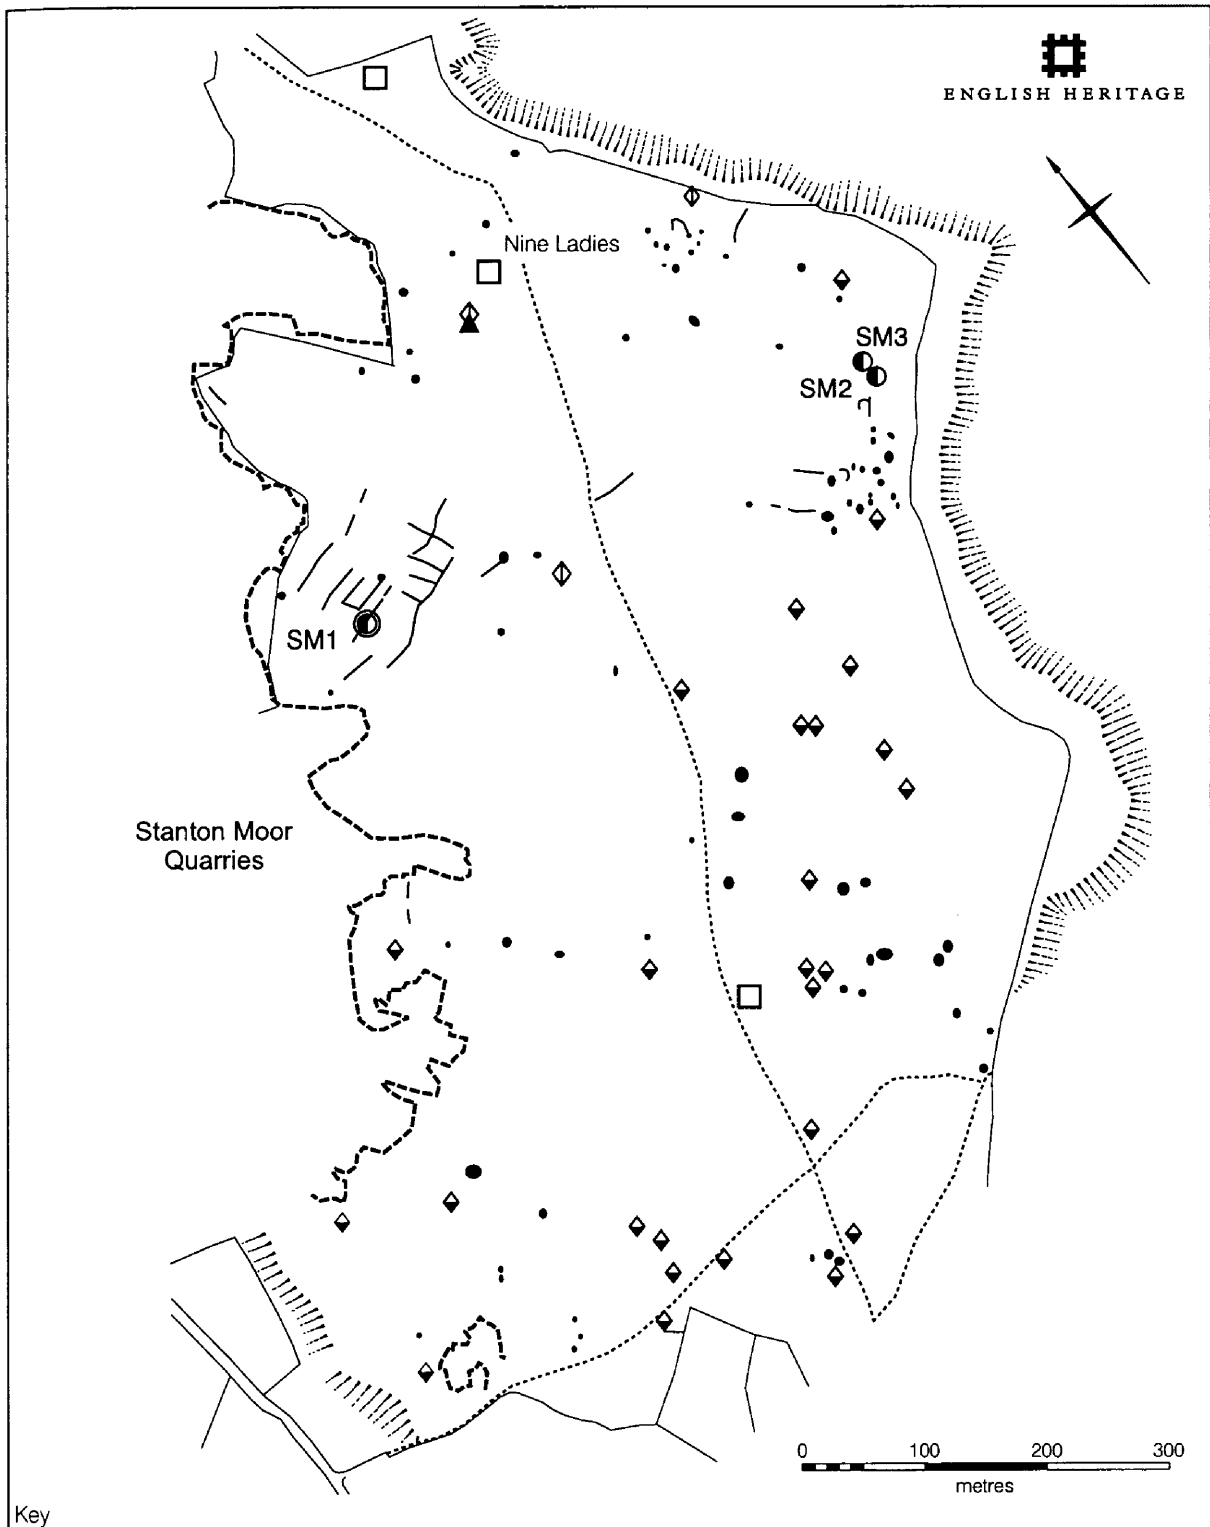 ENGLISH HERITAGE
Nine Ladies
SM3
SM2
SM1
Stanton Moor
Quarries
0 100 200 300
metres
Key